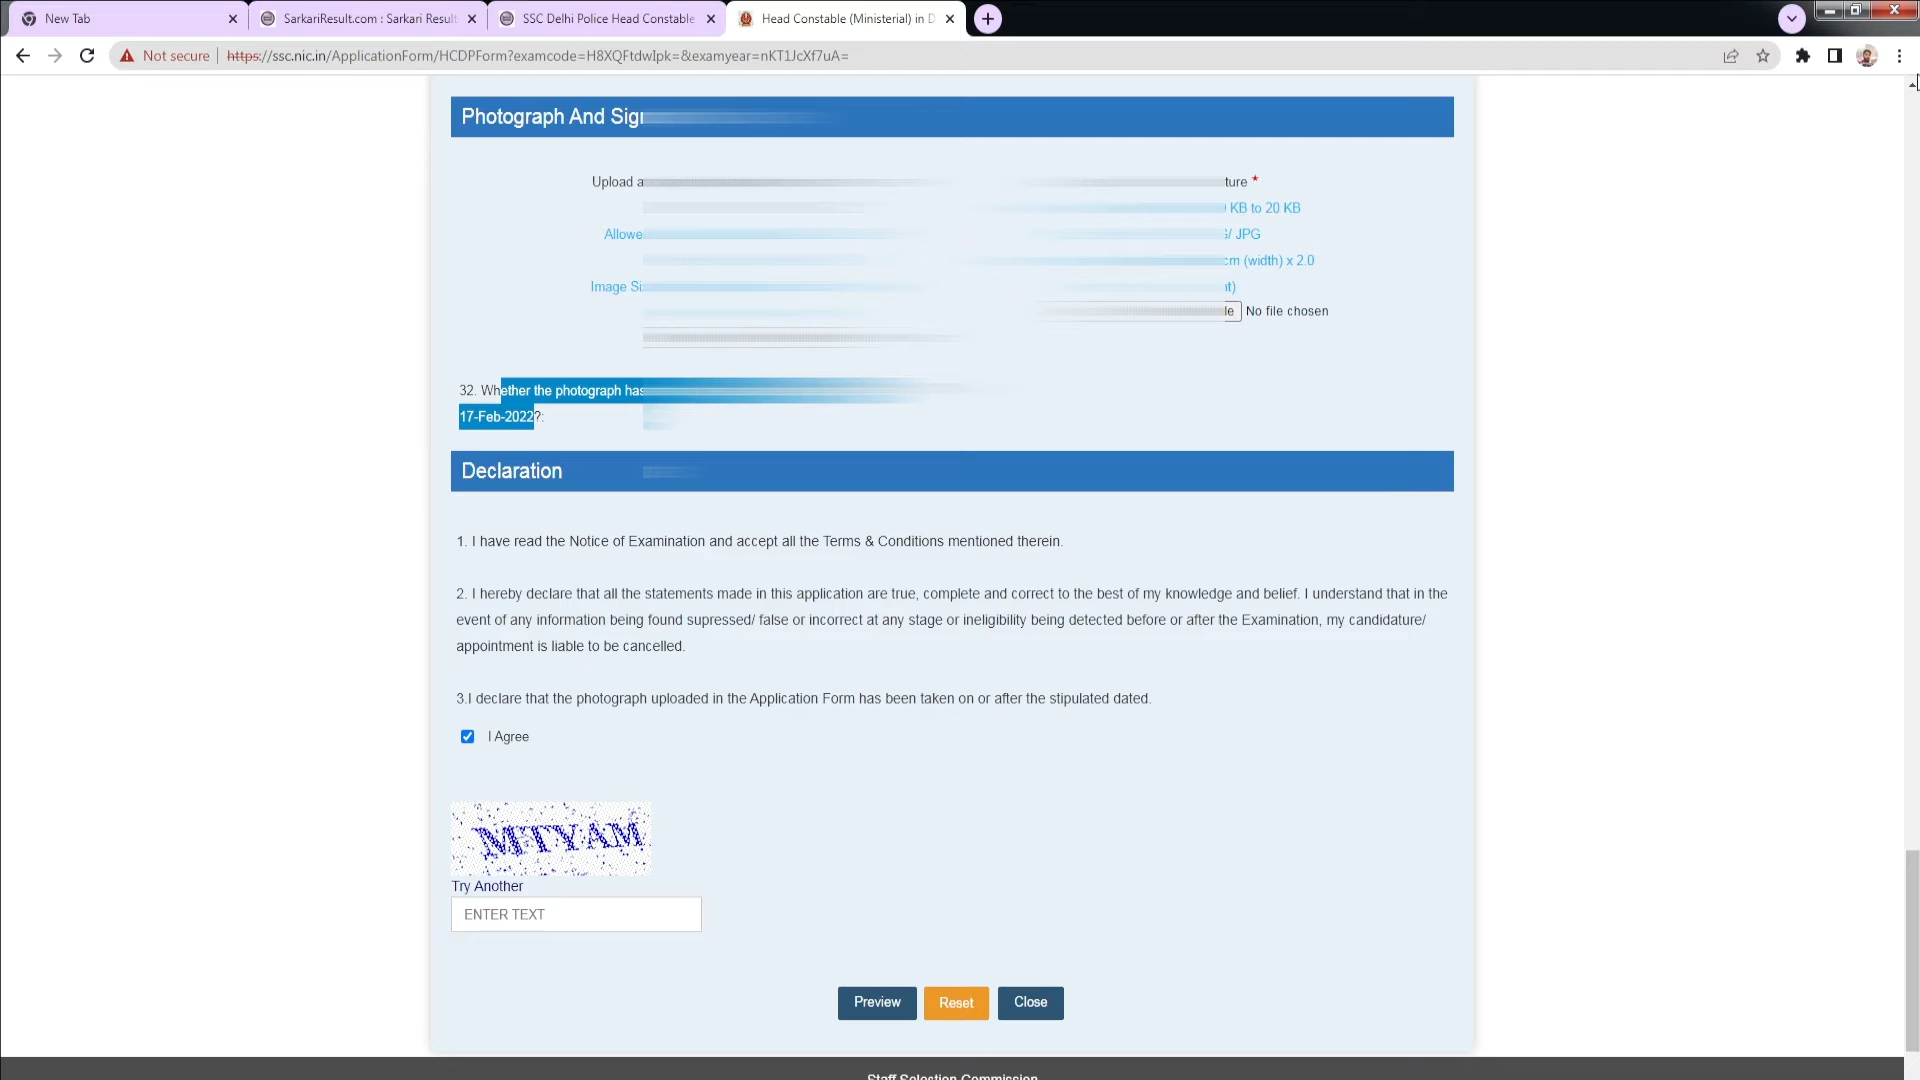 New Tab
SarkariResult.com : Sarkari Result
SSC Delhi Police Head Constable
Head Constable (Ministerial) in D
Not secure
https://ssc.nic.in/ApplicationForm/HCDPForm?examcode=H8XQFtdwIpk=&examyear=nKT1JcXf7uA=
Photograph And Sig
Upload a
ture *
KB to 20 KB
Allowe
/ JPG
cm (width) x 2.0
Image Si
No file chosen
32. Whether the photograph has
17-Feb-2022?:
Declaration
1. I have read the Notice of Examination and accept all the Terms & Conditions mentioned therein.
2. I hereby declare that all the statements made in this application are true, complete and correct to the best of my knowledge and belief. I understand that in the
event of any information being found supressed/ false or incorrect at any stage or ineligibility being detected before or after the Examination, my candidature/
appointment is liable to be cancelled.
3.I declare that the photograph uploaded in the Application Form has been taken on or after the stipulated dated.
I Agree
MFTYAM
Try Another
ENTER TEXT
Preview
Reset
Close
Staff Selection Commission